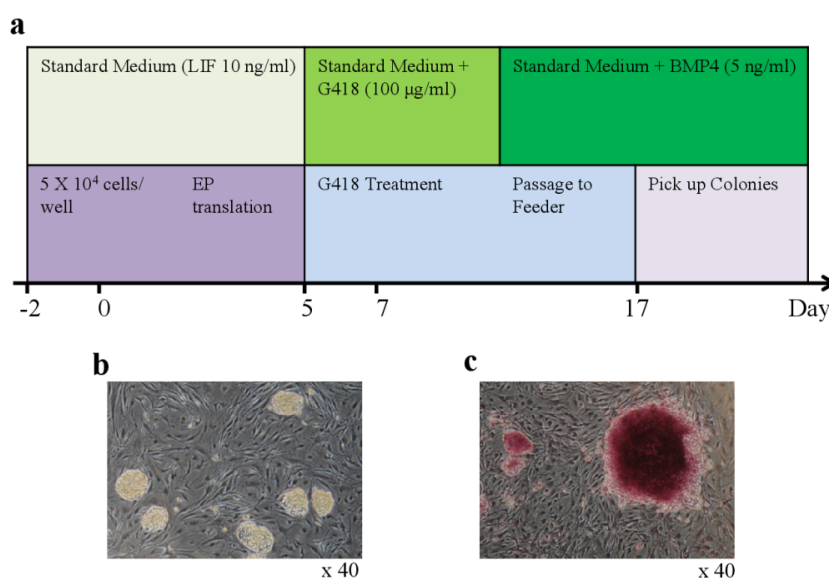 a
Standard Medium (LIF 10 ng/ml)
Standard Medium +
G418 (100 µg/ml)
Standard Medium + BMP4 (5 ng/ml)
5 X 10⁴ cells/
well
EP
translation
G418 Treatment
Passage to
Feeder
Pick up Colonies
-2 0 5 7 17 Day
b
c
x 40
x 40